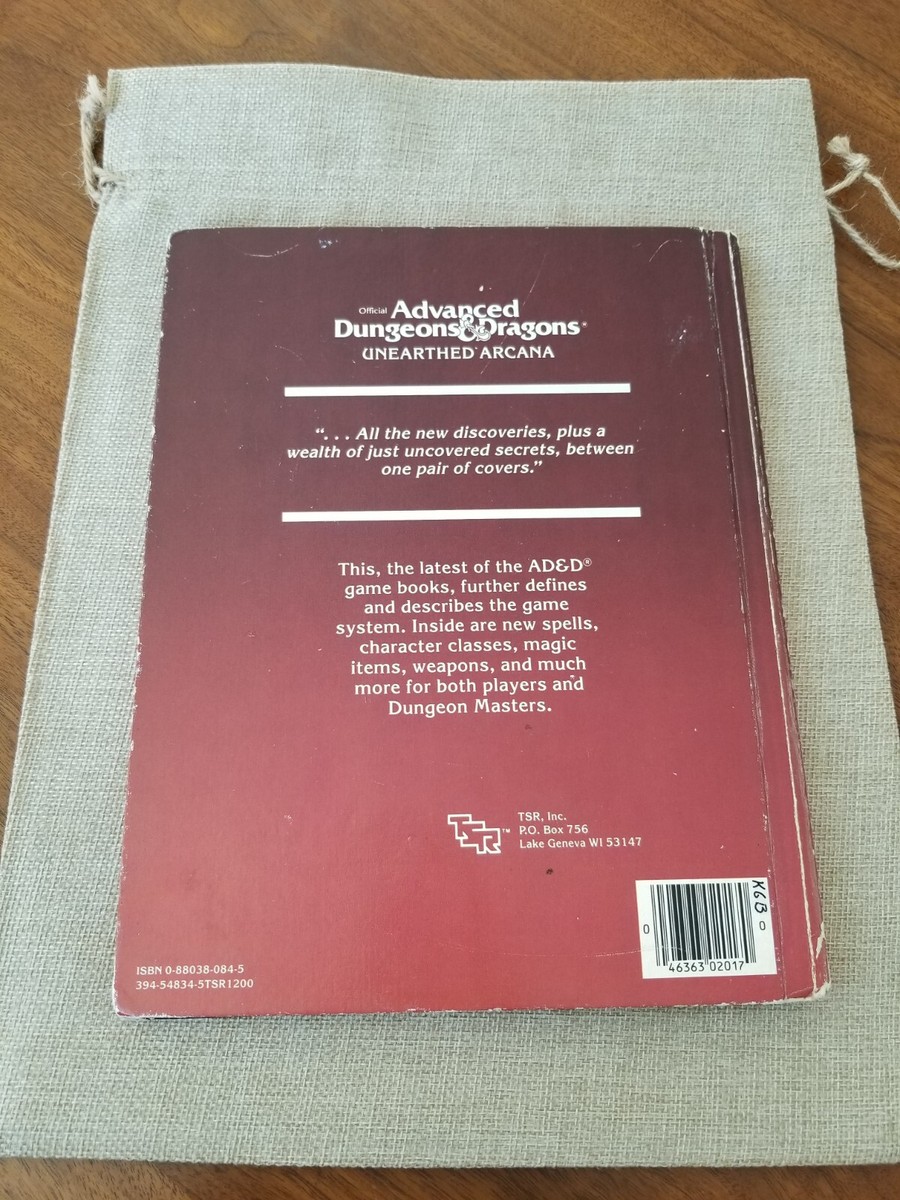 Official Advanced
Dungeons & Dragons®
UNEARTHED ARCANA
“. . . All the new discoveries, plus a
wealth of just uncovered secrets, between
one pair of covers.”
This, the latest of the AD&D®
game books, further defines
and describes the game
system. Inside are new spells,
character classes, magic
items, weapons, and much
more for both players and
Dungeon Masters.
TSR™
TSR, Inc.
P.O. Box 756
Lake Geneva WI 53147
K6B
0 46363 02017 0
ISBN 0-88038-084-5
394-54834-5TSR1200